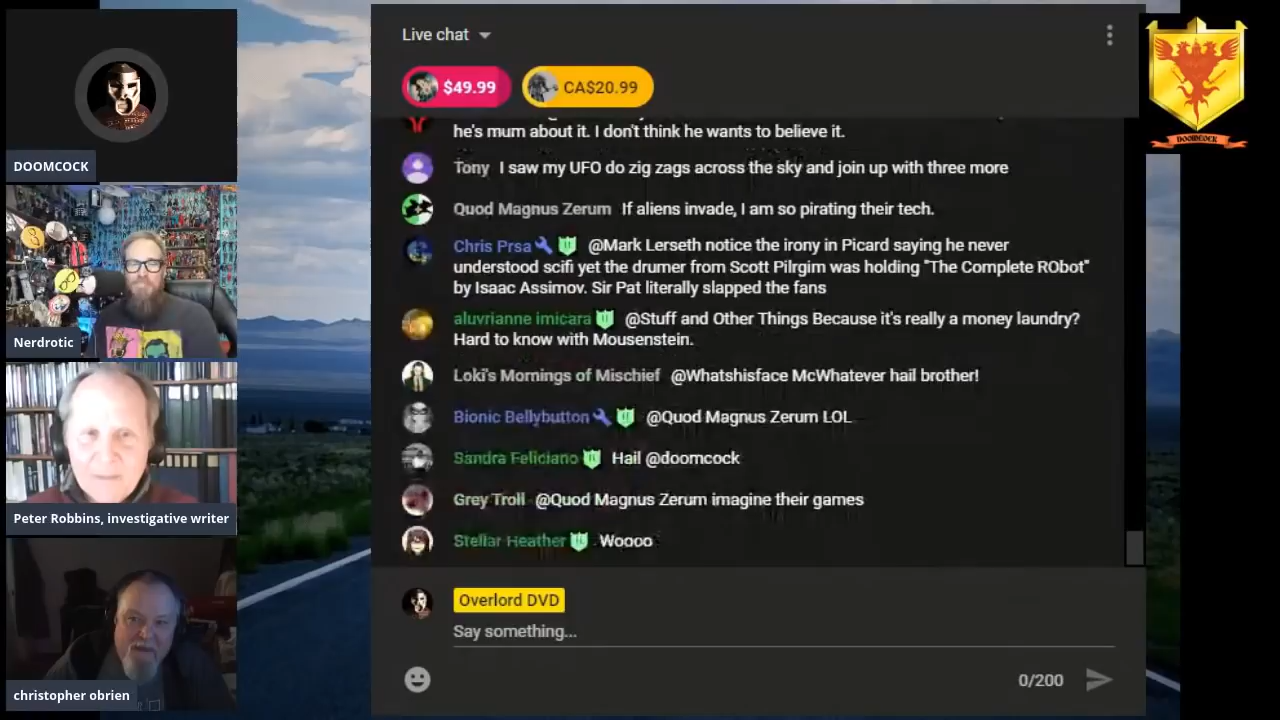 DOOMCOCK
Nerdrotic
Peter Robbins, investigative writer
christopher obrien
Live chat
$49.99
CA$20.99
he's mum about it. I don't think he wants to believe it.
Tony I saw my UFO do zig zags across the sky and join up with three more
Quod Magnus Zerum If aliens invade, I am so pirating their tech.
Chris Prsa @Mark Lerseth notice the irony in Picard saying he never
understood scifi yet the drumer from Scott Pilrgim was holding "The Complete RObot"
by Isaac Assimov. Sir Pat literally slapped the fans
aluvrianne imicara @Stuff and Other Things Because it's really a money laundry?
Hard to know with Mousenstein.
Loki's Mornings of Mischief @Whatshisface McWhatever hail brother!
Bionic Bellybutton @Quod Magnus Zerum LOL
Sandra Feliciano Hail @doomcock
Grey Troll @Quod Magnus Zerum imagine their games
Stellar Heather Woooo
Overlord DVD
Say something...
0/200
DOOMCOCK